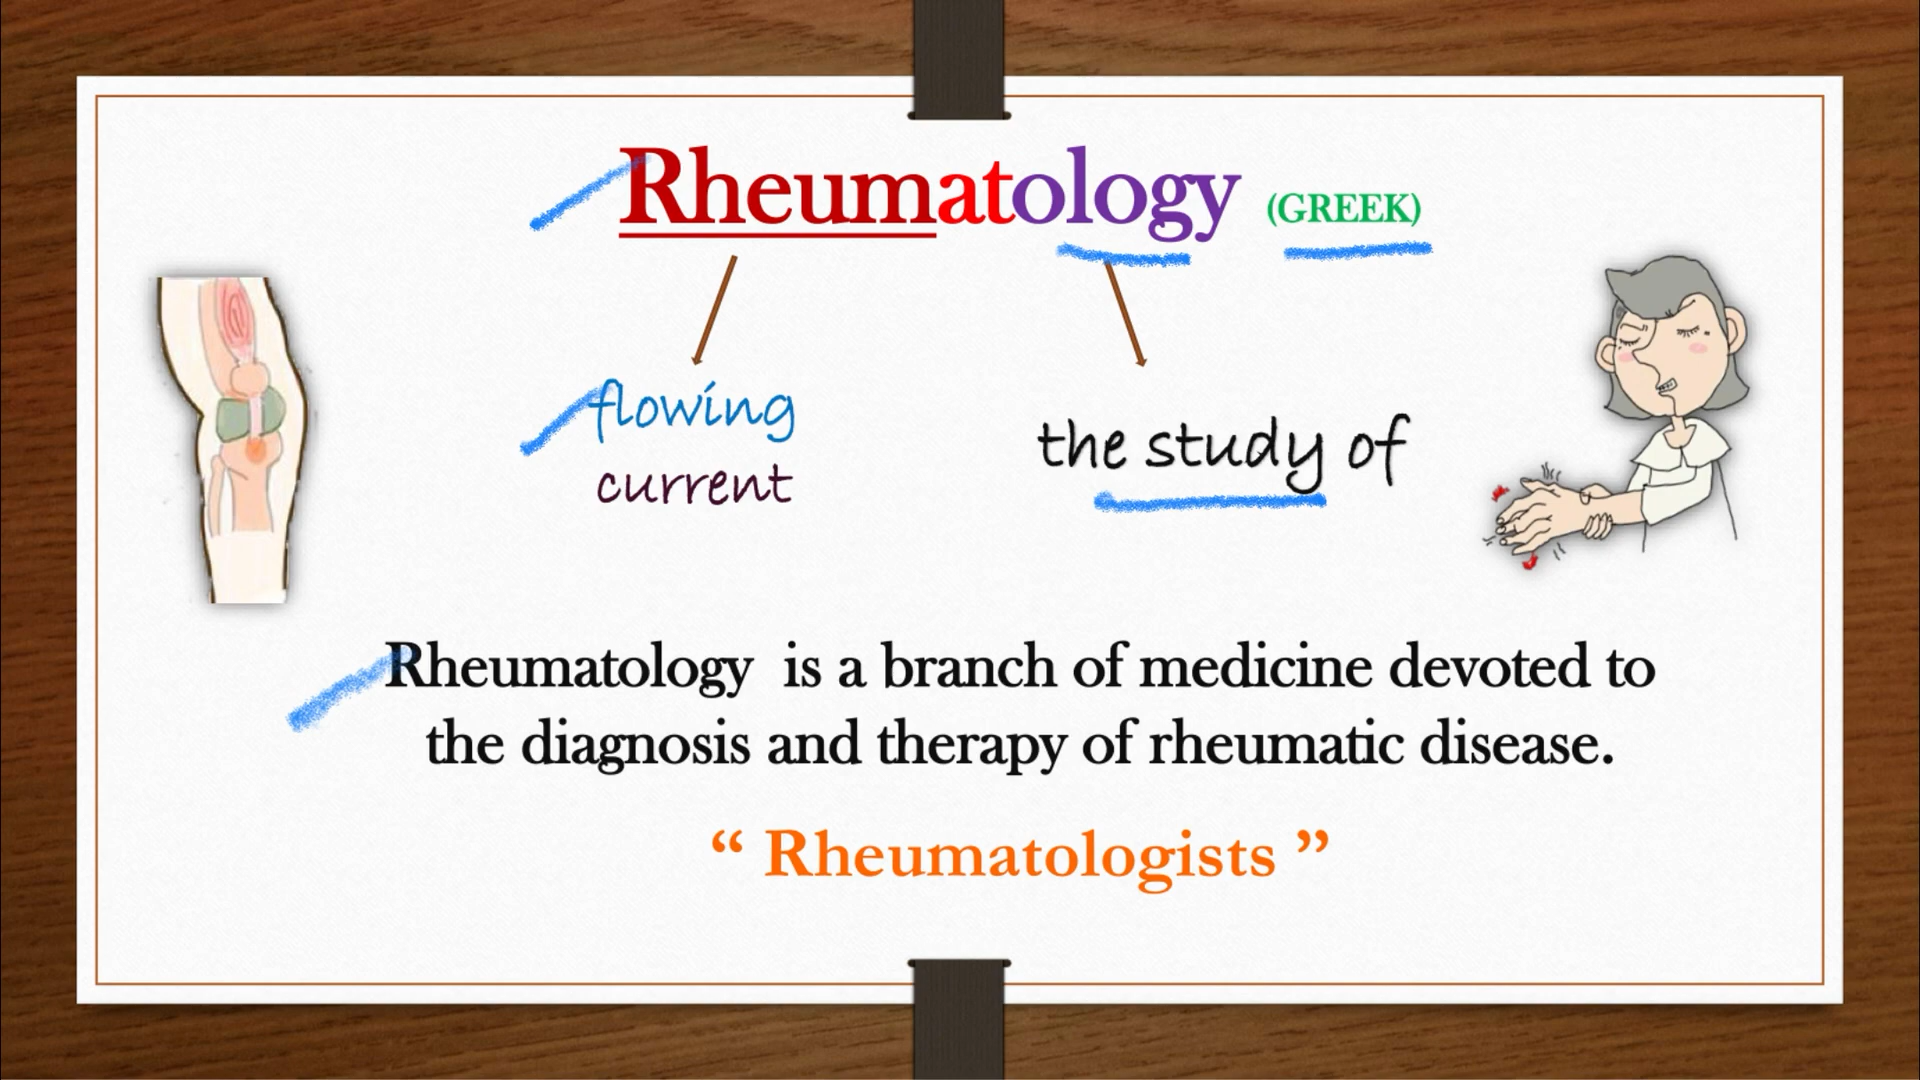 Rheumatology (GREEK)
flowing
current
the study of
Rheumatology is a branch of medicine devoted to
the diagnosis and therapy of rheumatic disease.
“ Rheumatologists ”